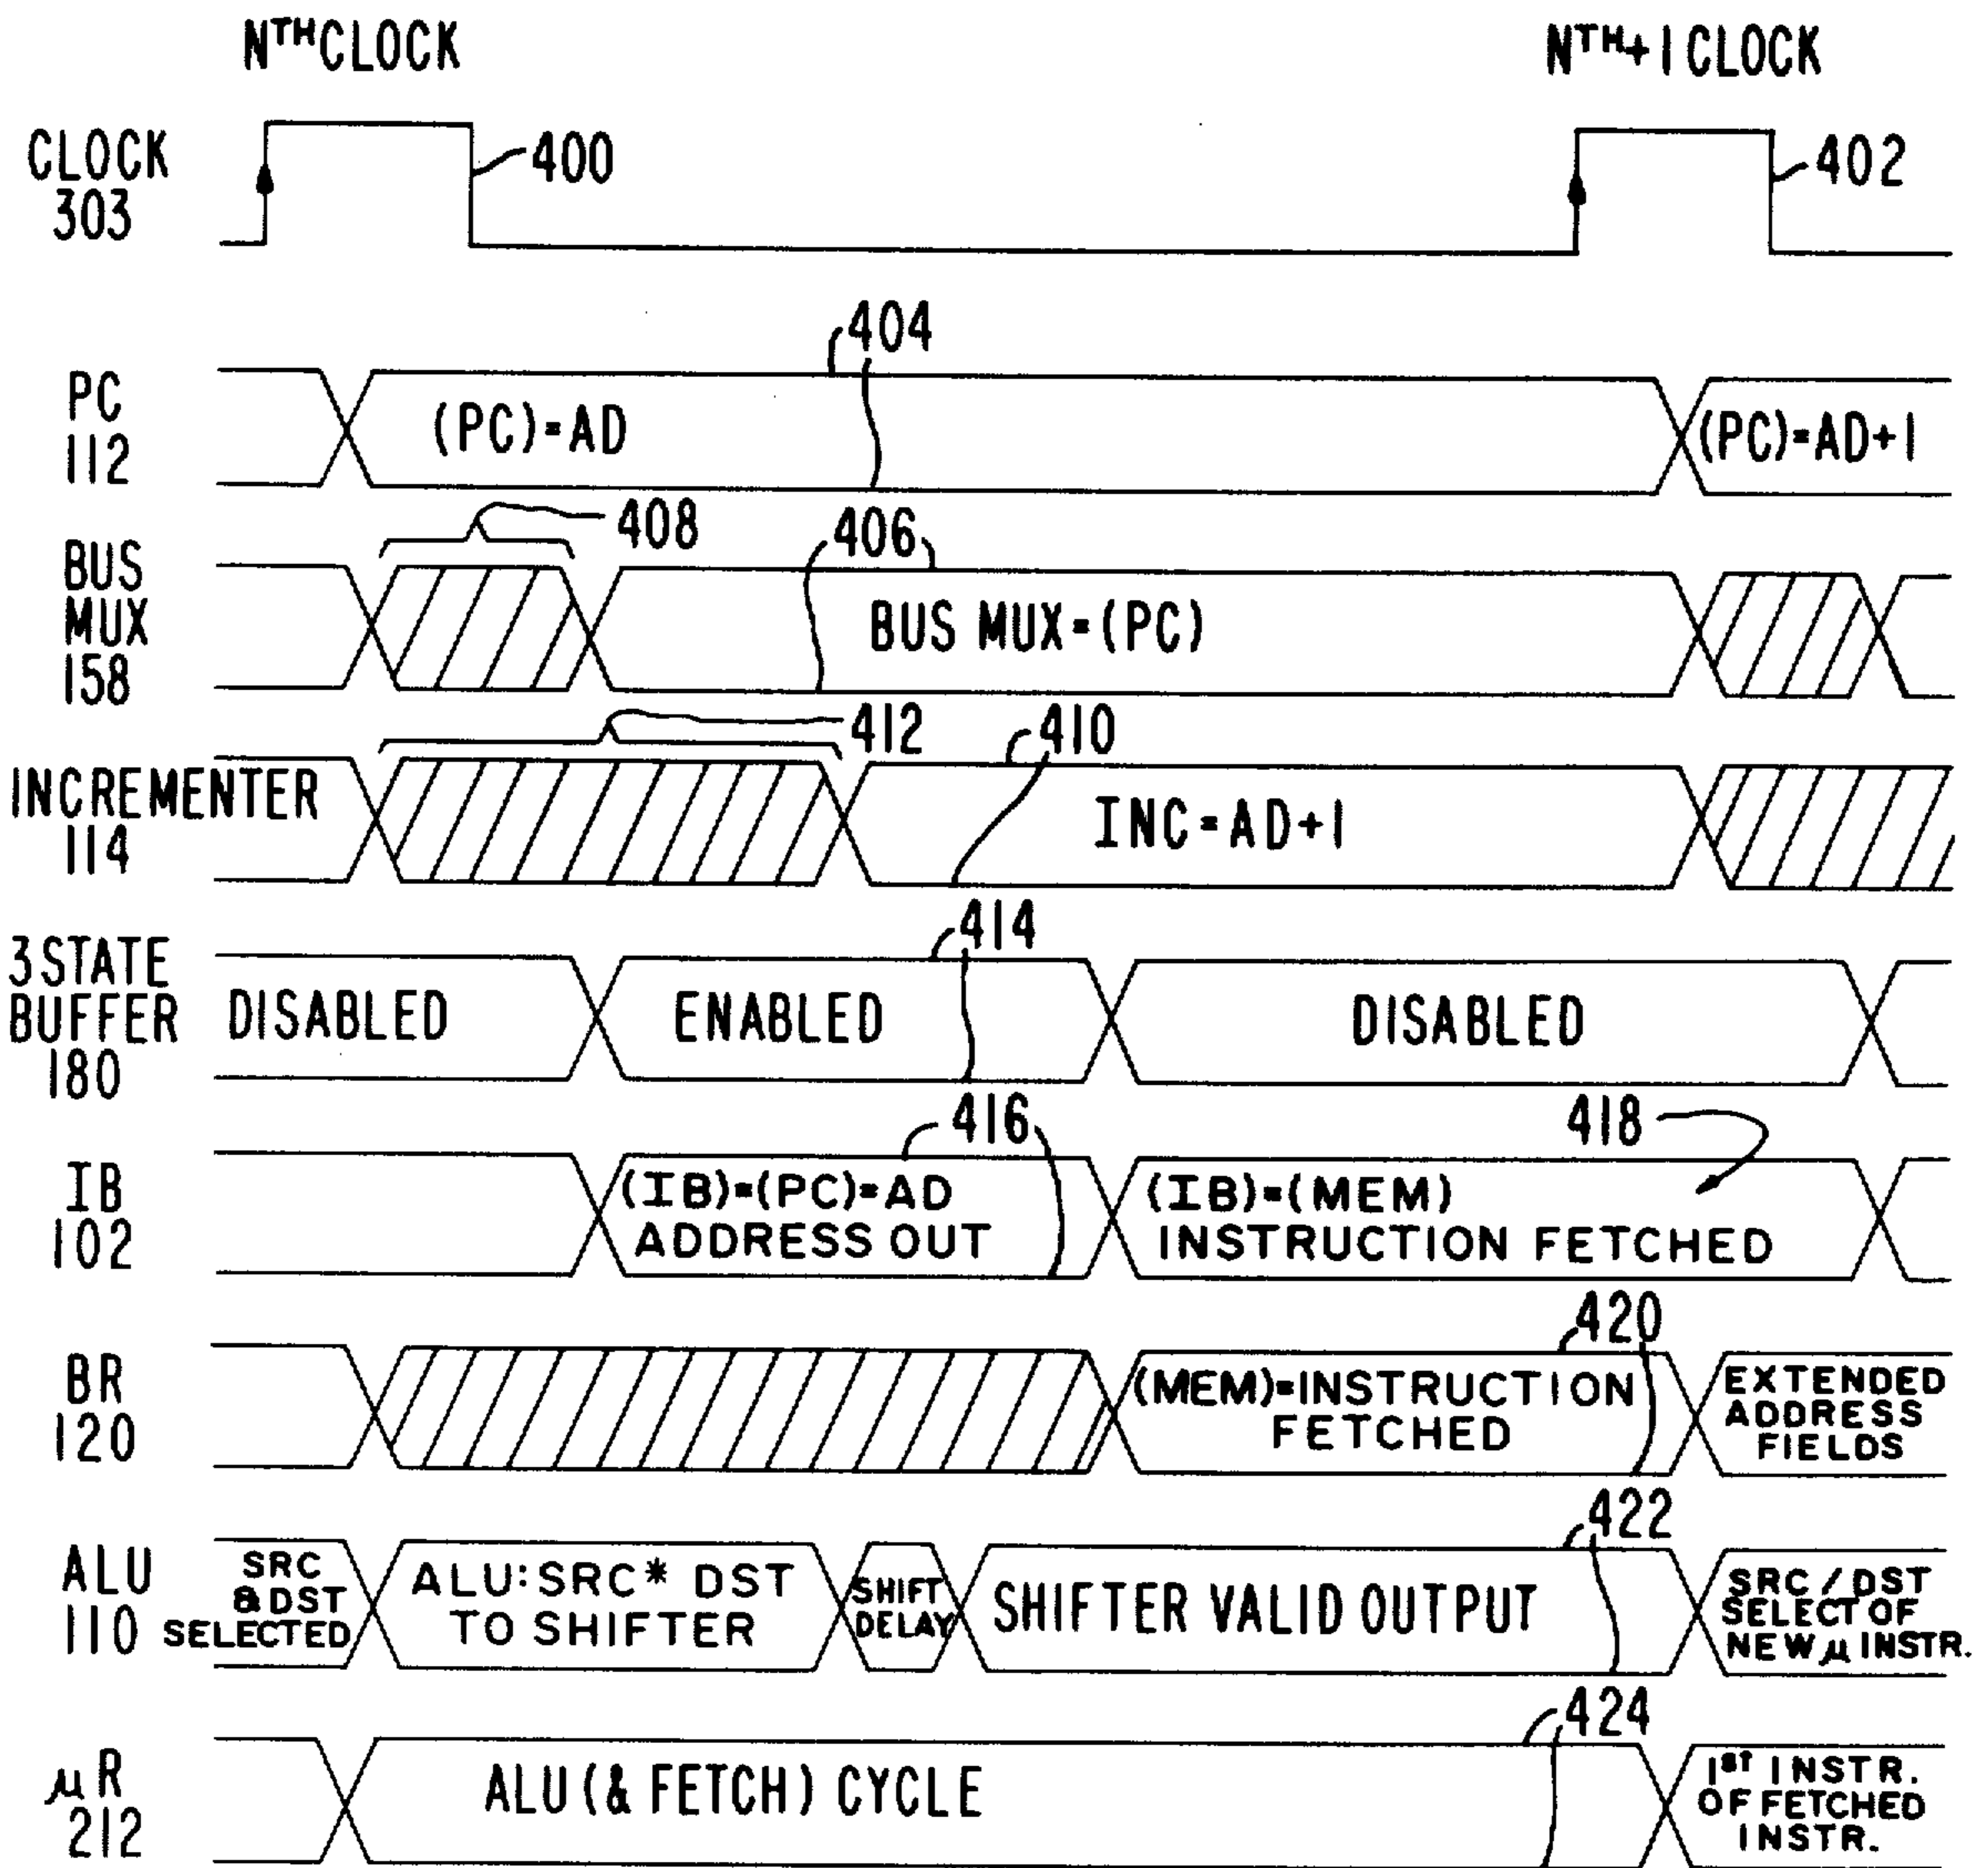 NTH CLOCK
NTH+1 CLOCK
CLOCK
303
400
402
404
PC
112
(PC)=AD
(PC)=AD+1
408
406
BUS
MUX
158
BUS MUX=(PC)
412
410
INCREMENTER
114
INC=AD+1
414
3 STATE
BUFFER
180
DISABLED
ENABLED
DISABLED
416
418
IB
102
(IB)=(PC)=AD
ADDRESS OUT
(IB)=(MEM)
INSTRUCTION FETCHED
420
BR
120
(MEM)=INSTRUCTION
FETCHED
EXTENDED
ADDRESS
FIELDS
422
ALU
110
SRC
& DST
SELECTED
ALU:SRC* DST
TO SHIFTER
SHIFT
DELAY
SHIFTER VALID OUTPUT
SRC/DST
SELECT OF
NEW μ INSTR.
424
μR
212
ALU (& FETCH) CYCLE
1ST INSTR.
OF FETCHED
INSTR.